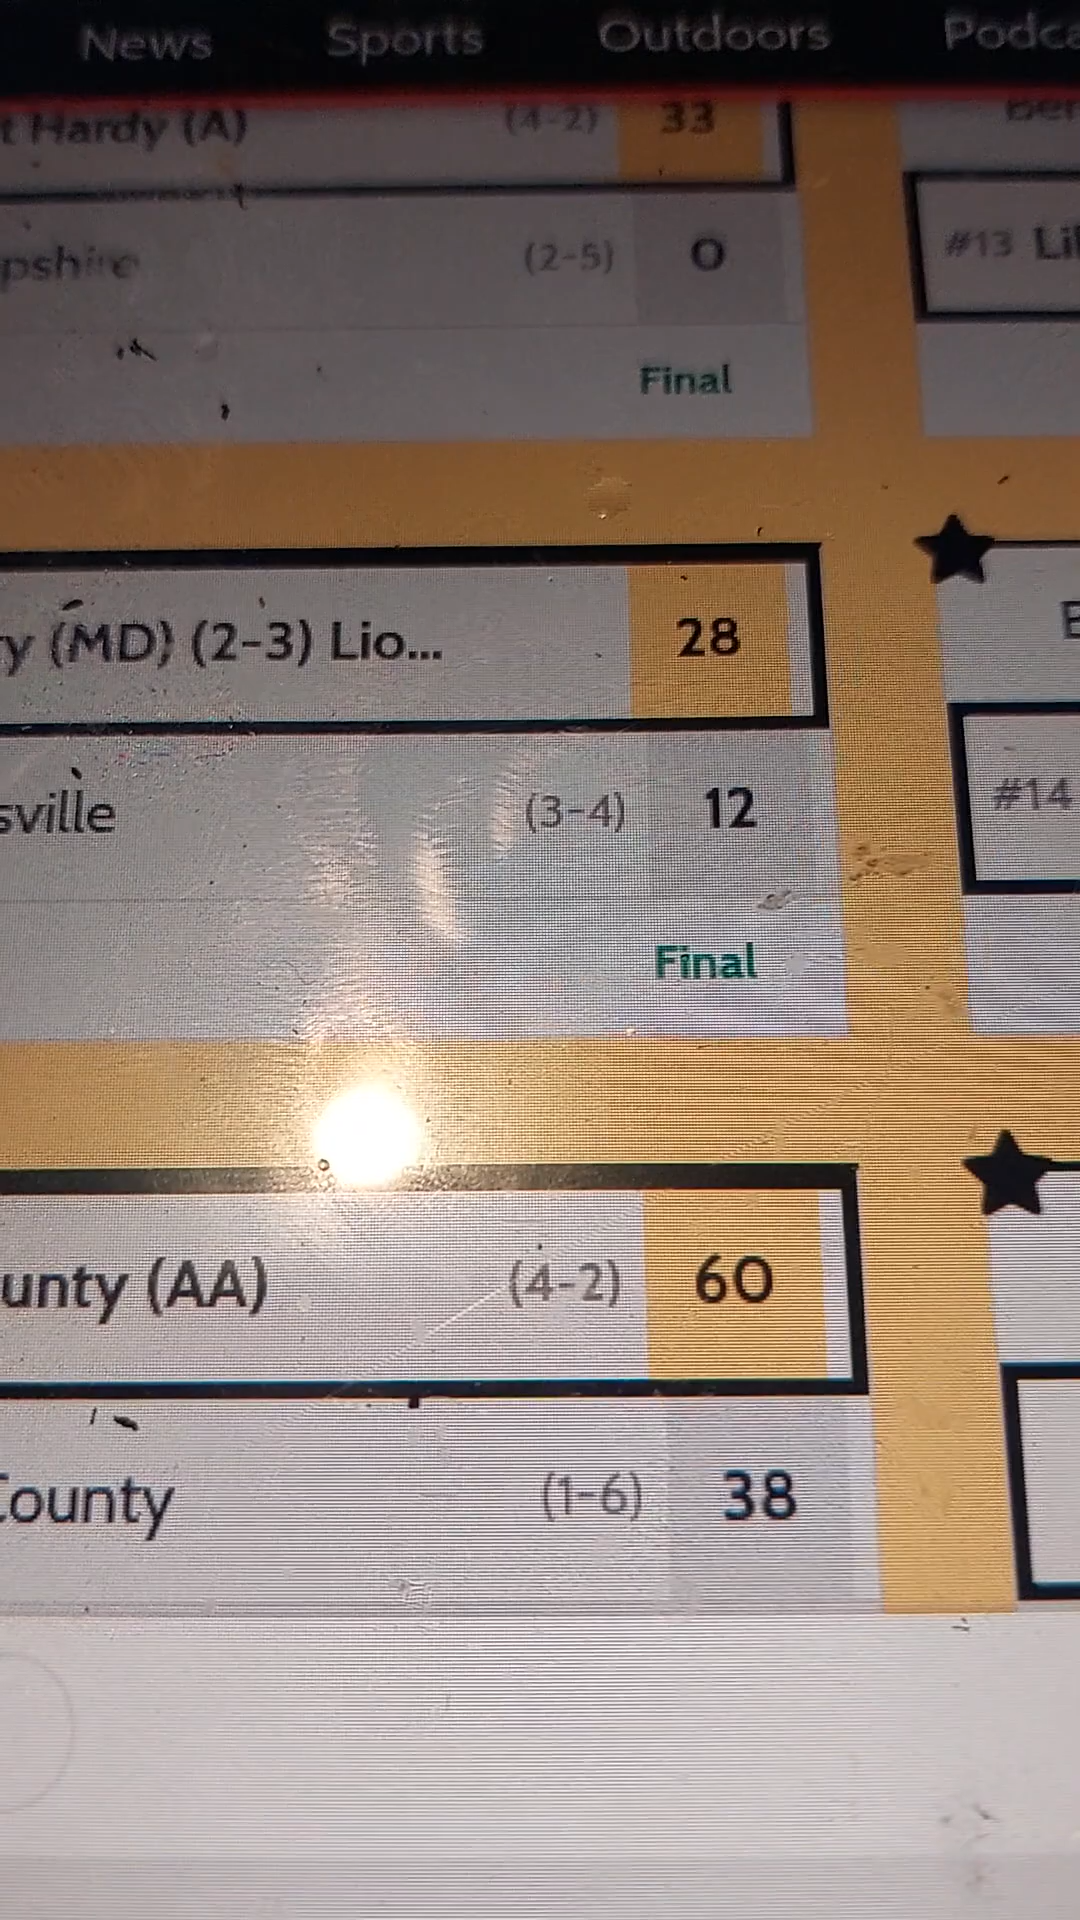 News Sports Outdoors Podca
t Hardy (A) (4-2) 33
pshire (2-5) 0
#13 Lil
Final
y (MD) (2-3) Lio... 28
sville (3-4) 12
#14
Final
unty (AA) (4-2) 60
County (1-6) 38